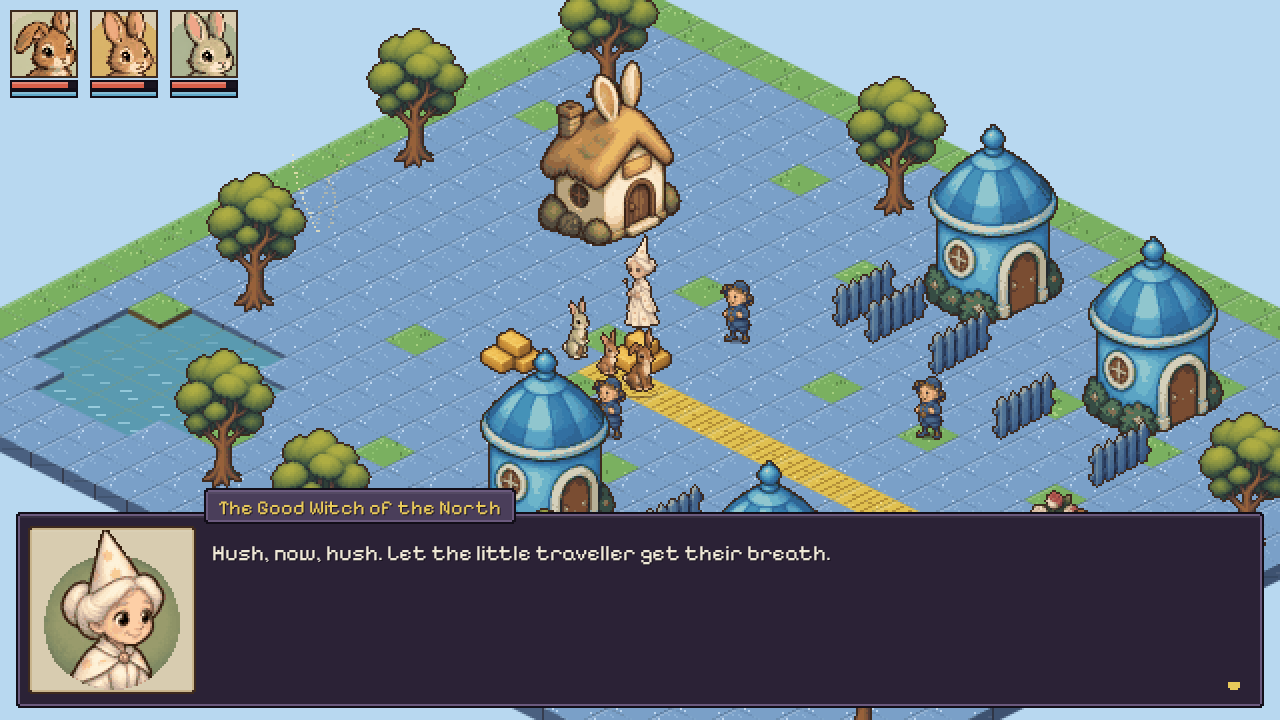 The Good Witch of the North
Hush, now, hush. Let the little traveller get their breath.